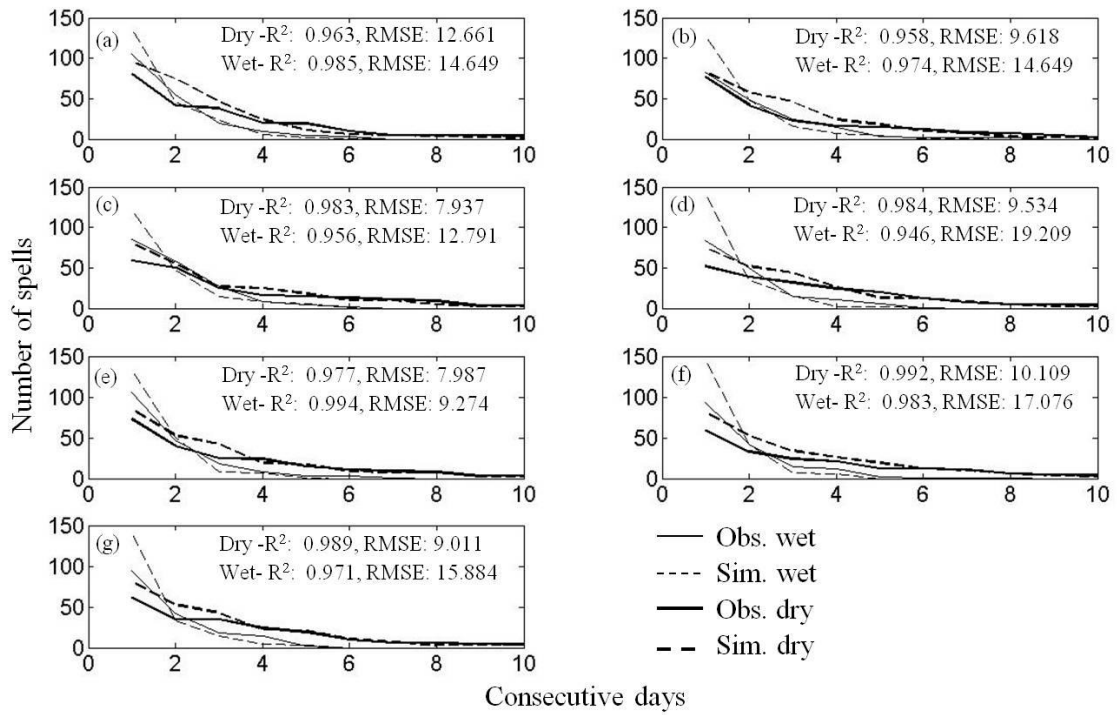 Number of spells
(a)
Dry -R²: 0.963, RMSE: 12.661
Wet- R²: 0.985, RMSE: 14.649
150
100
50
0
0 2 4 6 8 10
(b)
Dry -R²: 0.958, RMSE: 9.618
Wet- R²: 0.974, RMSE: 14.649
150
100
50
0
0 2 4 6 8 10
(c)
Dry -R²: 0.983, RMSE: 7.937
Wet- R²: 0.956, RMSE: 12.791
150
100
50
0
0 2 4 6 8 10
(d)
Dry -R²: 0.984, RMSE: 9.534
Wet- R²: 0.946, RMSE: 19.209
150
100
50
0
0 2 4 6 8 10
(e)
Dry -R²: 0.977, RMSE: 7.987
Wet- R²: 0.994, RMSE: 9.274
150
100
50
0
0 2 4 6 8 10
(f)
Dry -R²: 0.992, RMSE: 10.109
Wet- R²: 0.983, RMSE: 17.076
150
100
50
0
0 2 4 6 8 10
(g)
Dry -R²: 0.989, RMSE: 9.011
Wet- R²: 0.971, RMSE: 15.884
150
100
50
0
0 2 4 6 8 10
Obs. wet
Sim. wet
Obs. dry
Sim. dry
Consecutive days